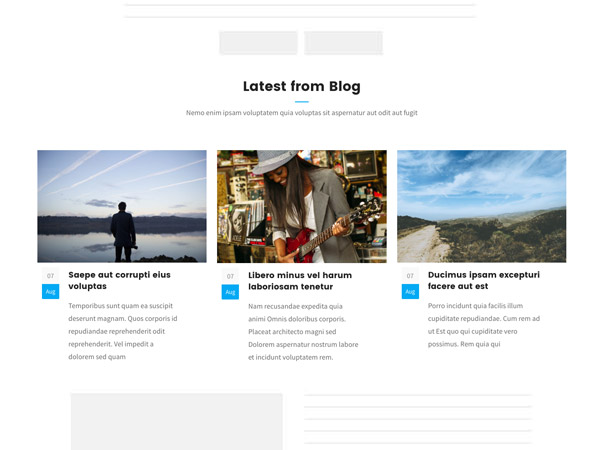 Latest from Blog
Nemo enim ipsam voluptatem quia voluptas sit aspernatur aut odit aut fugit
07
Aug
Saepe aut corrupti eius
voluptas
Temporibus sunt quam ea suscipit
deserunt magnam. Quos corporis id
repudiandae reprehenderit odit
reprehenderit. Vel impedit a
dolorem sed quam
07
Aug
Libero minus vel harum
laboriosam tenetur
Nam recusandae expedita quia
animi Omnis doloribus corporis.
Placeat architecto magni sed
Dolorem aspernatur nostrum labore
et incidunt voluptatem rem.
07
Aug
Ducimus ipsam excepturi
facere aut est
Porro incidunt quia facilis illum
cupiditate repudiandae. Cum rem ad
ut Est quo qui cupiditate vero
possimus. Rem quia qui